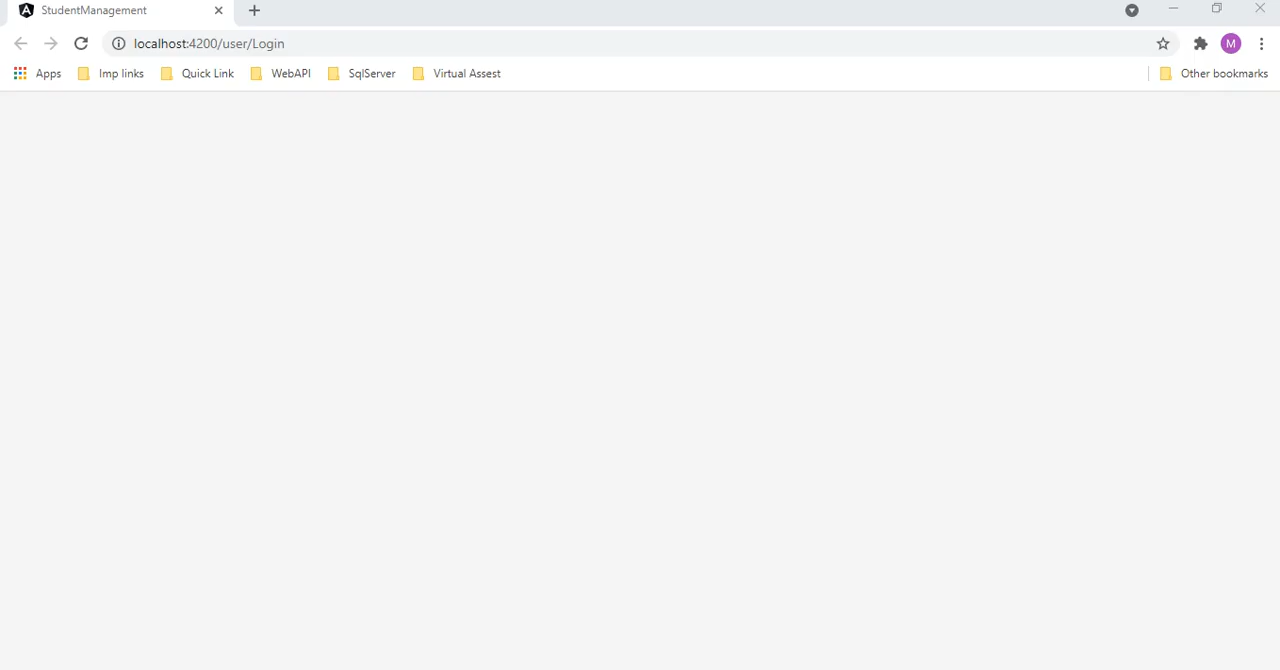 StudentManagement
localhost:4200/user/Login
M
Apps Imp links Quick Link WebAPI SqlServer Virtual Assest Other bookmarks